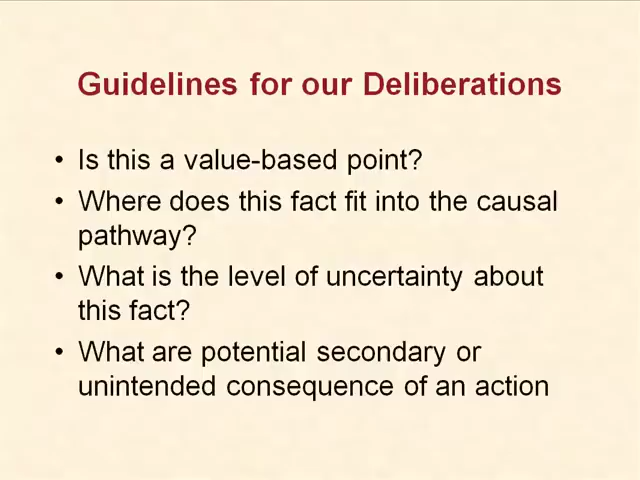 Guidelines for our Deliberations
• Is this a value-based point?
• Where does this fact fit into the causal
pathway?
• What is the level of uncertainty about
this fact?
• What are potential secondary or
unintended consequence of an action